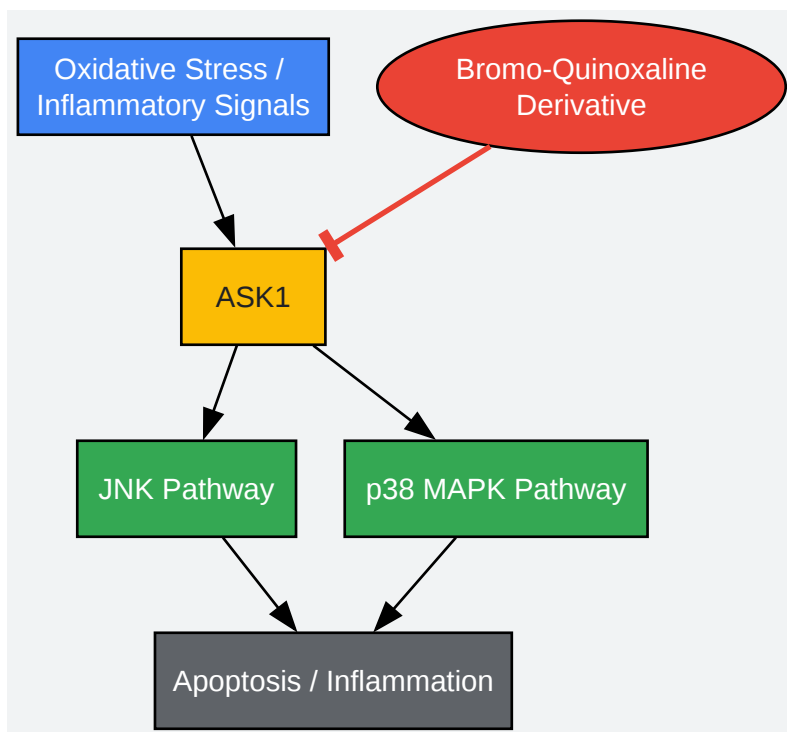 Oxidative Stress /
Inflammatory Signals
Bromo-Quinoxaline
Derivative
ASK1
JNK Pathway
p38 MAPK Pathway
Apoptosis / Inflammation